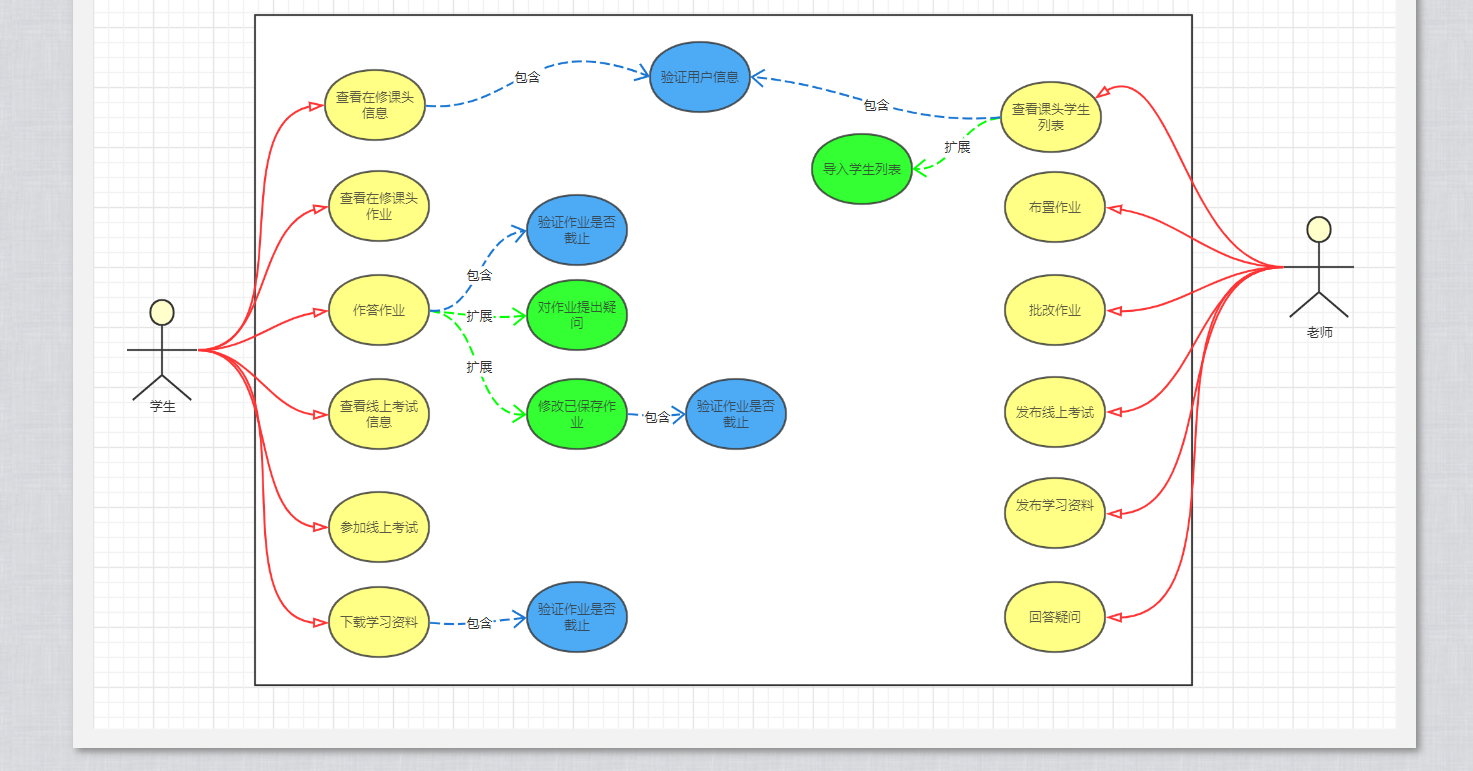 验证用户信息
包含
查看在修课头
信息
包含
查看课头学生
列表
扩展
导入学生列表
查看在修课头
作业
布置作业
验证作业是否
截止
包含
作答作业
扩展
对作业提出疑
问
批改作业
老师
扩展
学生
查看线上考试
信息
修改已保存作
业
包含
验证作业是否
截止
发布线上考试
参加线上考试
发布学习资料
下载学习资料
包含
验证作业是否
截止
回答疑问